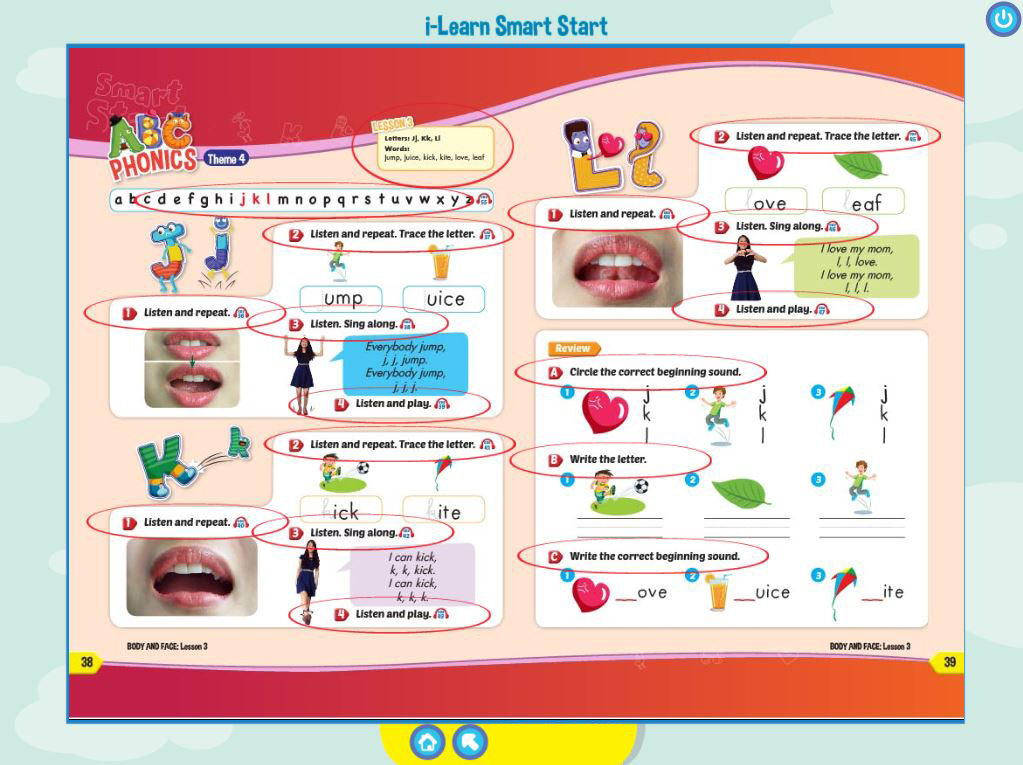 i-Learn Smart Start
Smart
ABC
PHONICS
Theme 4
LESSON 3
Letters: Jj, Kk, Ll
Words:
jump, juice, kick, kite, love, leaf
a b c d e f g h i j k l m n o p q r s t u v w x y z
J j
2 Listen and repeat. Trace the letter.
jump
juice
1 Listen and repeat.
3 Listen. Sing along.
Everybody jump,
j, j, jump.
Everybody jump,
j, j, j.
4 Listen and play.
K k
2 Listen and repeat. Trace the letter.
kick
kite
1 Listen and repeat.
3 Listen. Sing along.
I can kick,
k, k, kick.
I can kick,
k, k, k.
4 Listen and play.
BODY AND FACE: Lesson 3
38
L l
2 Listen and repeat. Trace the letter.
love
leaf
1 Listen and repeat.
3 Listen. Sing along.
I love my mom,
l, l, love.
I love my mom,
l, l, l.
4 Listen and play.
Review
A Circle the correct beginning sound.
1 j k l
2 j k l
3 j k l
B Write the letter.
1
2
3
C Write the correct beginning sound.
1 __ove
2 __uice
3 __ite
BODY AND FACE: Lesson 3
39